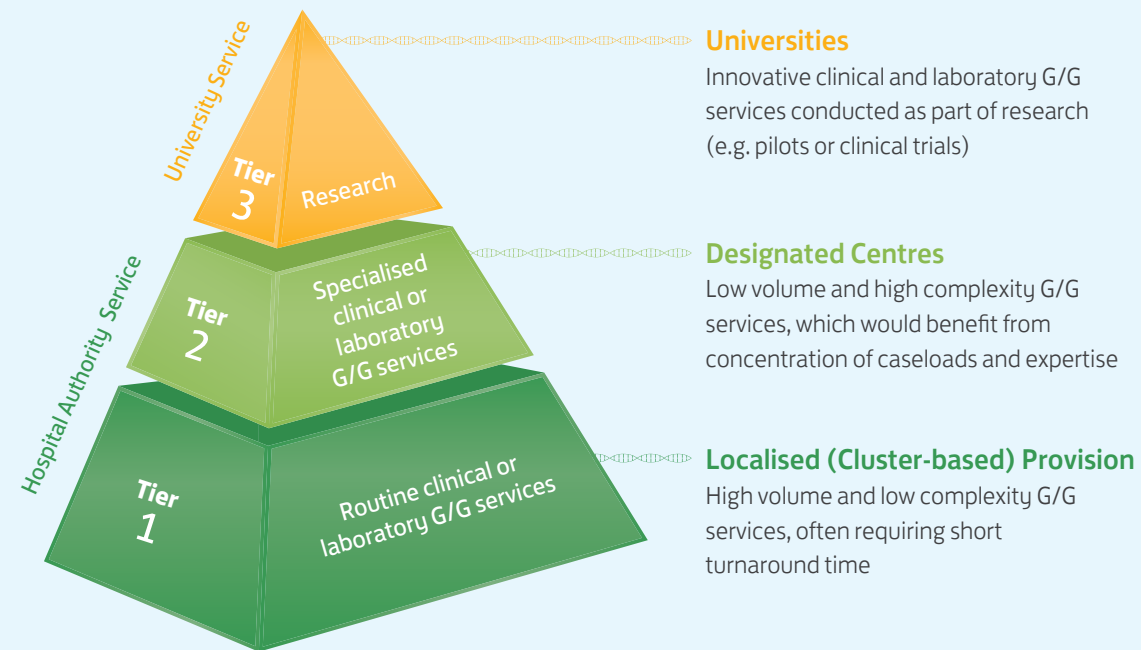 University Service
Tier
3
Research
Universities
Innovative clinical and laboratory G/G
services conducted as part of research
(e.g. pilots or clinical trials)
Hospital Authority Service
Tier
2
Specialised
clinical or
laboratory
G/G services
Designated Centres
Low volume and high complexity G/G
services, which would benefit from
concentration of caseloads and expertise
Tier
1
Routine clinical or
laboratory G/G services
Localised (Cluster-based) Provision
High volume and low complexity G/G
services, often requiring short
turnaround time